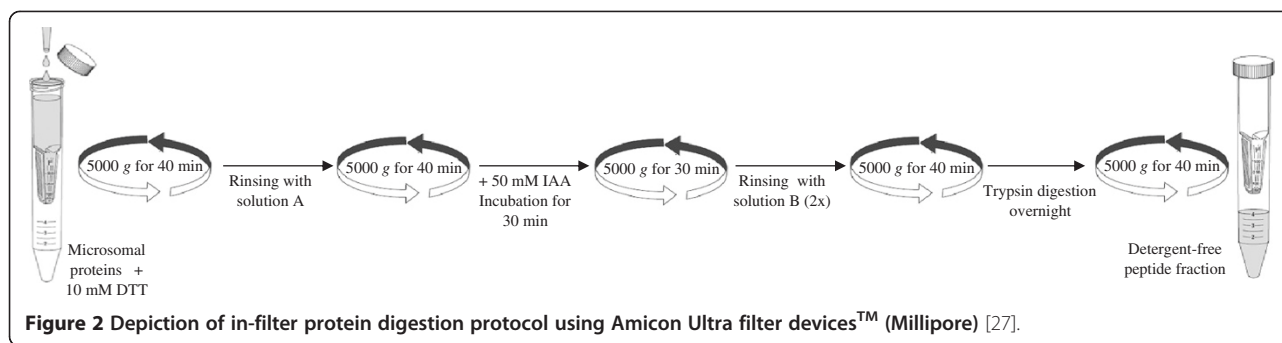 5000 g for 40 min
5000 g for 40 min
5000 g for 30 min
5000 g for 40 min
5000 g for 40 min
Rinsing with
solution A
+ 50 mM IAA
Incubation for
30 min
Rinsing with
solution B (2x)
Trypsin digestion
overnight
Microsomal
proteins +
10 mM DTT
Detergent-free
peptide fraction
Figure 2 Depiction of in-filter protein digestion protocol using Amicon Ultra filter devices™ (Millipore) [27].